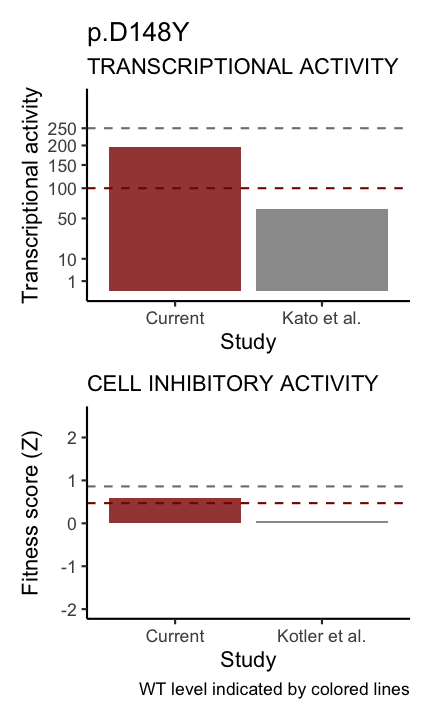 p.D148Y
TRANSCRIPTIONAL ACTIVITY
Transcriptional activity
250
200
150
100
50
10
1
Current
Kato et al.
Study
CELL INHIBITORY ACTIVITY
Fitness score (Z)
2
1
0
-1
-2
Current
Kotler et al.
Study
WT level indicated by colored lines